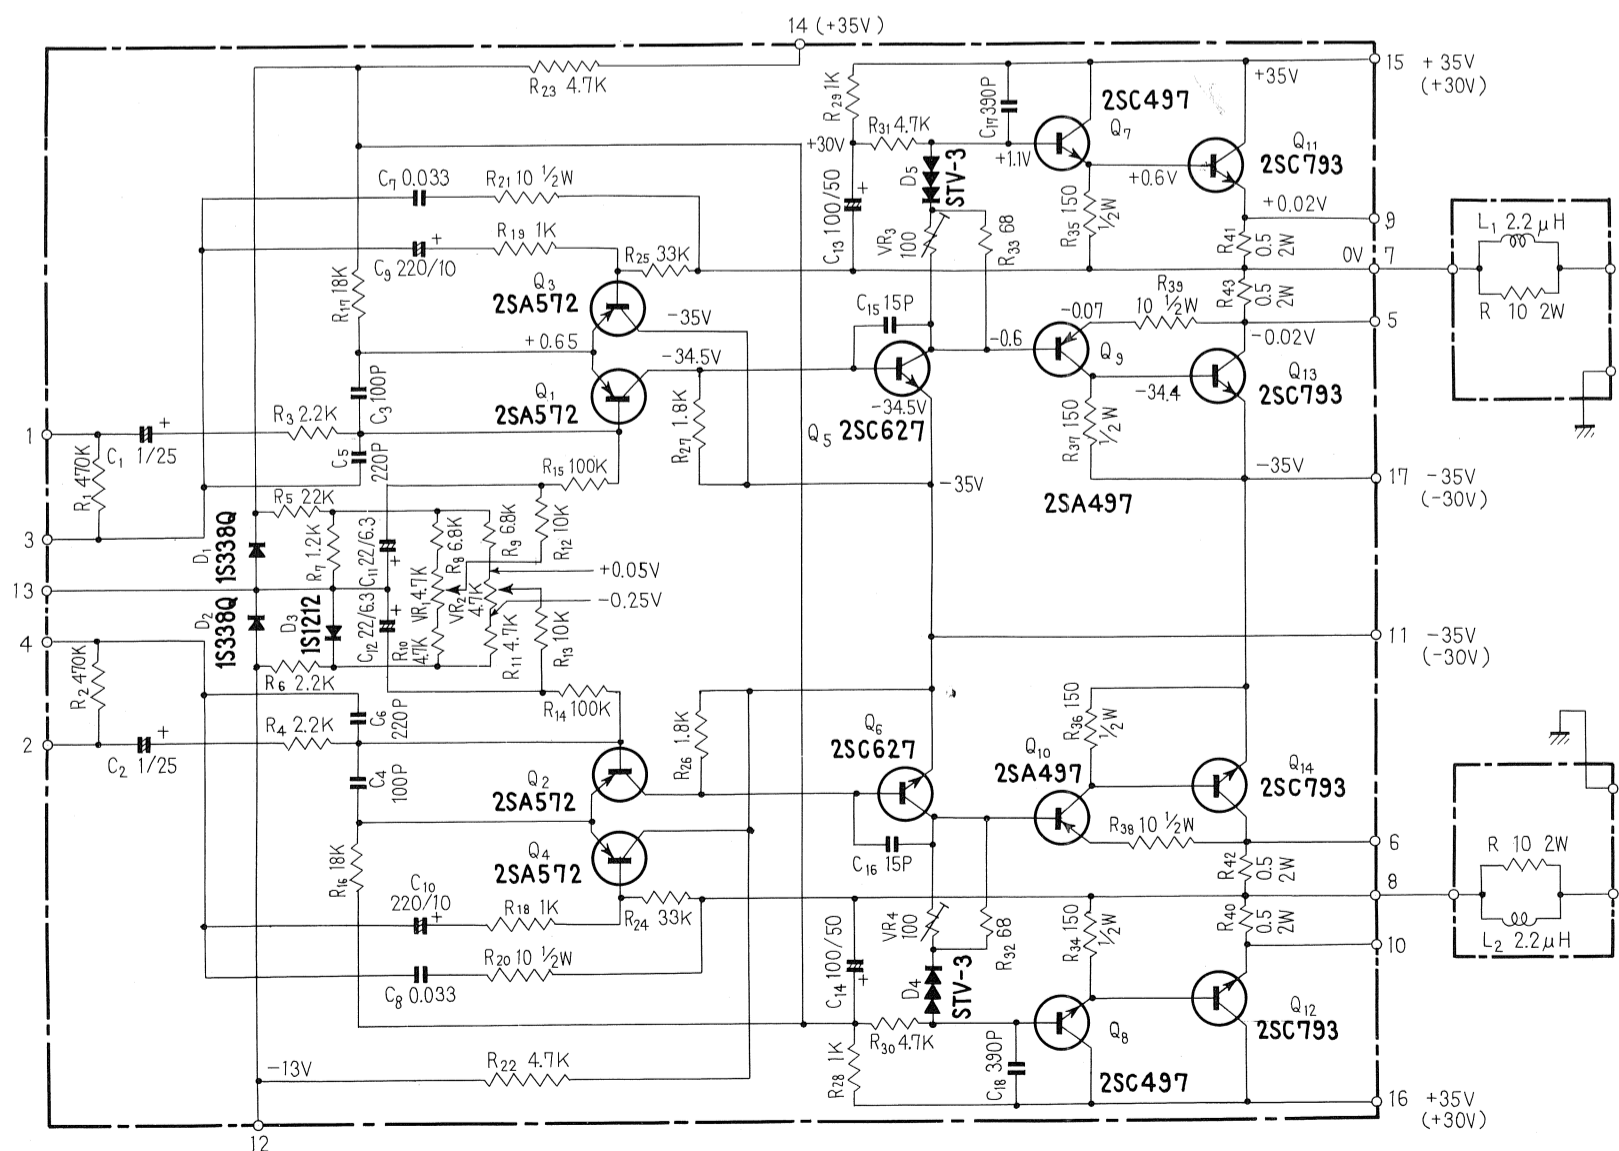 14 (+35V)
R23 4.7K
15 +35V
(+30V)
+35V
R29 1K
C17 390P
2SC497
Q7
R31 4.7K
+30V
+1.1V
Q11
2SC793
C7 0.033
R21 10 ½W
D5
STV-3
+0.6V
C13 100/50
+
R35 150
½W
+0.02V
9
L1 2.2 μH
R19 1K
+
C9 220/10
R25 33K
VR3
100
R33 68
R41
0.5
2W
0V 7
R 10 2W
R17 18K
Q3
2SA572
C15 15P
R39
10 ½W
R43
0.5
2W
-35V
-0.07
5
+0.65
-0.6
-0.02V
-34.5V
Q9
Q13
2SC793
-34.4
C3 100P
Q1
2SA572
R27 1.8K
-34.5V
Q5 2SC627
R37 150
½W
R3 2.2K
1
+
C1 1/25
R1 470K
C5
220P
R15 100K
-35V
-35V
17 -35V
(-30V)
2SA497
R5 22K
3
D1
1S338Q
R7 1.2K
C11 22/6.3
+
R8 6.8K
R9 6.8K
R12 10K
+0.05V
13
VR1 4.7K
VR2
4.7K
-0.25V
D2
1S338Q
D3
1S1212
C12 22/6.3
+
R10
4.7K
R11 4.7K
R13 10K
4
11 -35V
(-30V)
R2 470K
R6 2.2K
R14 100K
C6
220P
R4 2.2K
2
+
C2 1/25
C4
100P
Q2
2SA572
R26 1.8K
Q6
2SC627
R36 150
½W
Q10
2SA497
Q14
2SC793
R38 10 ½W
6
R16 18K
Q4
2SA572
C16 15P
R42
0.5
2W
R 10 2W
8
C10
220/10
+
R18 1K
R24 33K
VR4
100
R32 68
R34 150
½W
R40
0.5
2W
L2 2.2 μH
10
R20 10 ½W
C8 0.033
C14 100/50
+
D4
STV-3
Q12
2SC793
R30 4.7K
Q8
-13V
R22 4.7K
R28 1K
C18 390P
2SC497
16 +35V
(+30V)
12